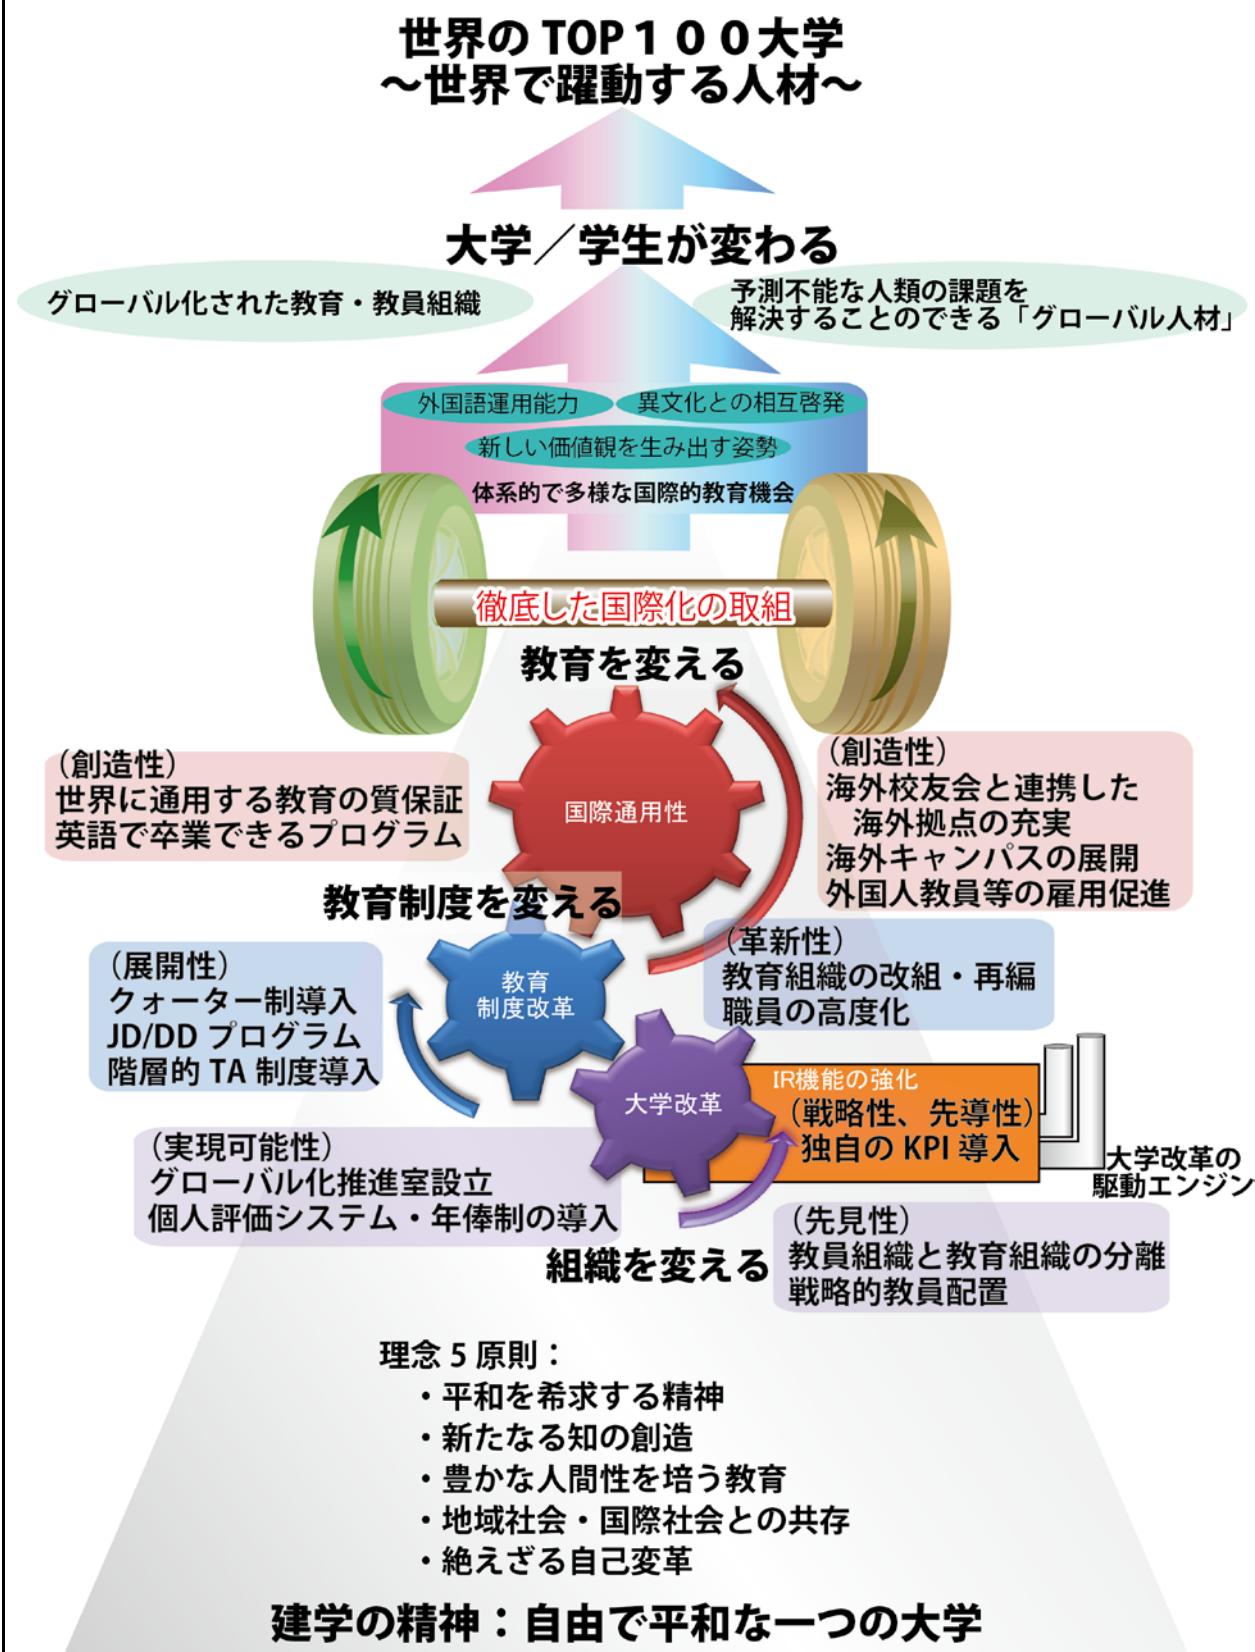 世界の TOP１００大学
～世界で躍動する人材～
大学／学生が変わる
グローバル化された教育・教員組織
予測不能な人類の課題を
解決することのできる「グローバル人材」
外国語運用能力
異文化との相互啓発
新しい価値観を生み出す姿勢
体系的で多様な国際的教育機会
徹底した国際化の取組
教育を変える
（創造性）
世界に通用する教育の質保証
英語で卒業できるプログラム
国際通用性
（創造性）
海外校友会と連携した
海外拠点の充実
海外キャンパスの展開
外国人教員等の雇用促進
教育制度を変える
（展開性）
クォーター制導入
JD/DD プログラム
階層的 TA 制度導入
教育
制度改革
（革新性）
教育組織の改組・再編
職員の高度化
大学改革
IR機能の強化
（戦略性、先導性）
独自の KPI 導入
大学改革の
駆動エンジン
（実現可能性）
グローバル化推進室設立
個人評価システム・年俸制の導入
（先見性）
教員組織と教育組織の分離
戦略的教員配置
組織を変える
理念 5 原則：
・平和を希求する精神
・新たなる知の創造
・豊かな人間性を培う教育
・地域社会・国際社会との共存
・絶えざる自己変革
建学の精神：自由で平和な一つの大学